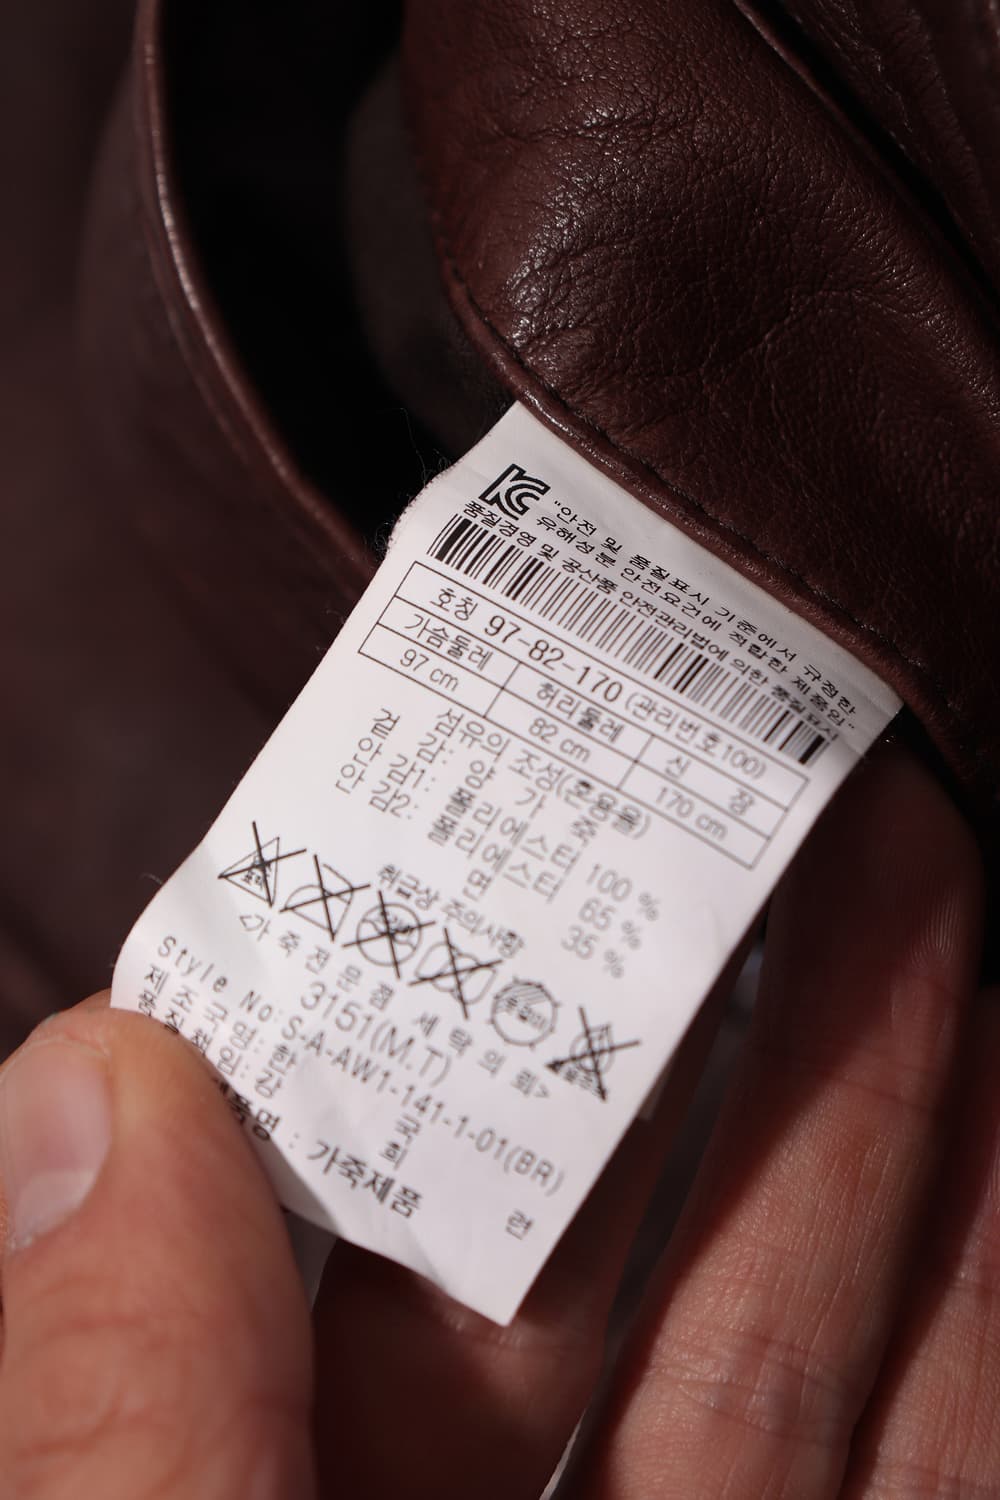 "안전 및 품질표시 기준에서 규정한
유해성분 안전요건에 적합한 제품임"
품질경영 및 공산품 안전관리법에 의한 품질표시
호칭 97-82-170 (관리번호100)
가슴둘레 허리둘레 신 장
97 cm 82 cm 170 cm
섬유의 조성(혼용율)
겉 감: 양 가 죽
안 감1: 폴리에스터 100 %
안 감2: 폴리에스터 65 %
면 35 %
취급상 주의사항
<가 죽 전 문 점 세 탁 의 뢰>
3151(M.T)
Style No:S-A-AW1-141-1-01(BR)
제 조 국 명: 한 국
책 임: 김 희 련
명 : 가죽제품